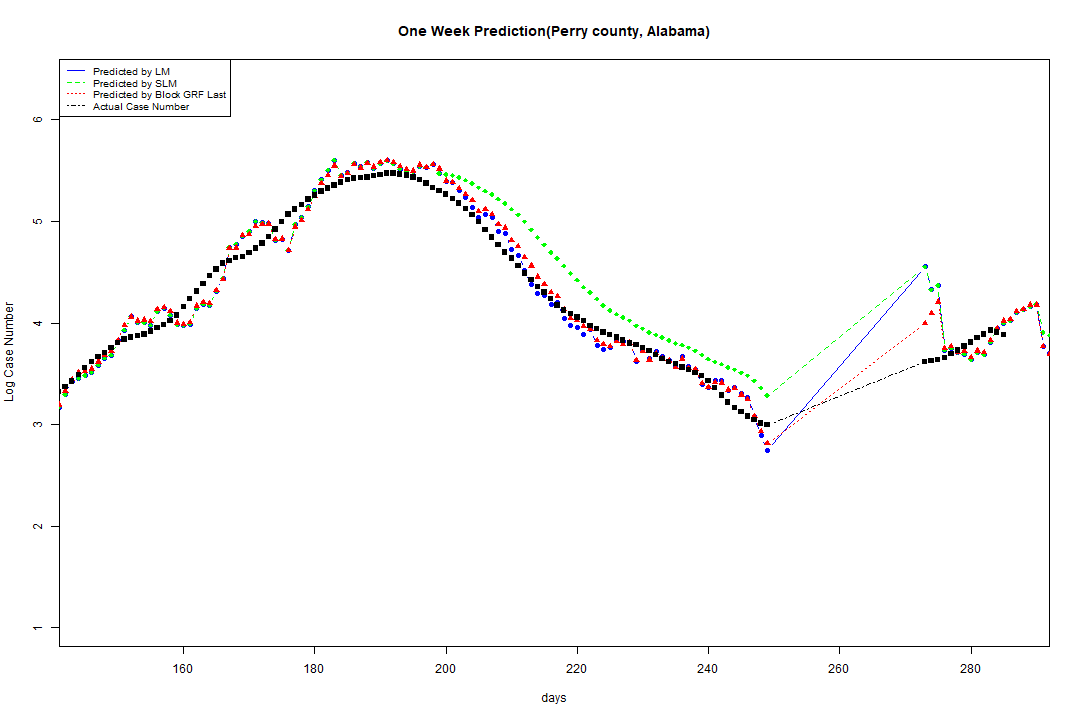 One Week Prediction(Perry county, Alabama)
Predicted by LM
Predicted by SLM
Predicted by Block GRF Last
Actual Case Number
Log Case Number
6
5
4
3
2
1
160
180
200
220
240
260
280
days